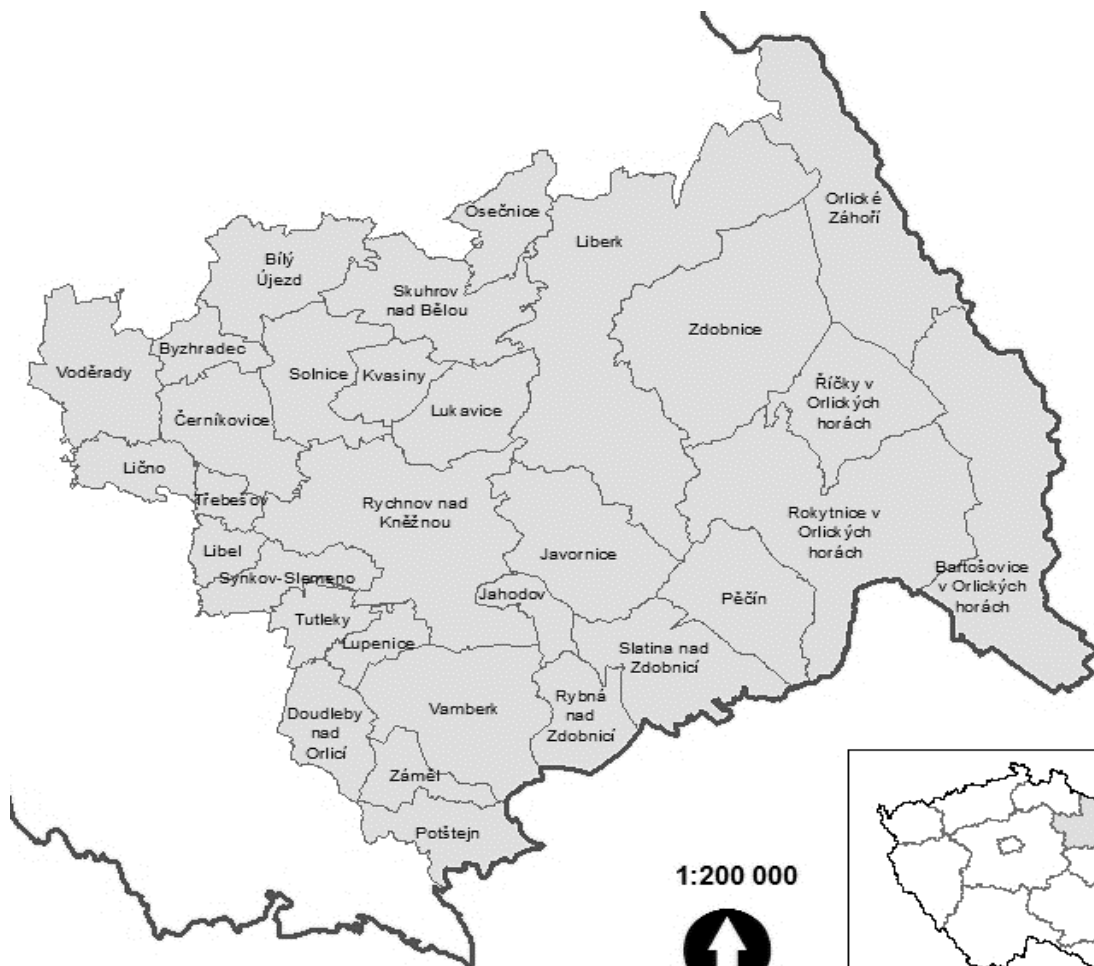 Orlické
Záhoří
Osečnice
Liberk
Bílý
Újezd
Skuhrov
nad Bělou
Zdobnice
Byzhradec
Voděrady
Solnice
Kvasiny
Říčky v
Orlických
horách
Lukavice
Černíkovice
Lično
Třebešov
Rychnov nad
Kněžnou
Rokytnice v
Orlických
horách
Libel
Javornice
Synkov-Slemeno
Bartošovice
v Orlických
horách
Jahodov
Pěčín
Tutleky
Lupenice
Slatina nad
Zdobnicí
Vamberk
Rybná
nad
Zdobnicí
Doudleby
nad
Orlicí
Záměl
Potštejn
1:200 000